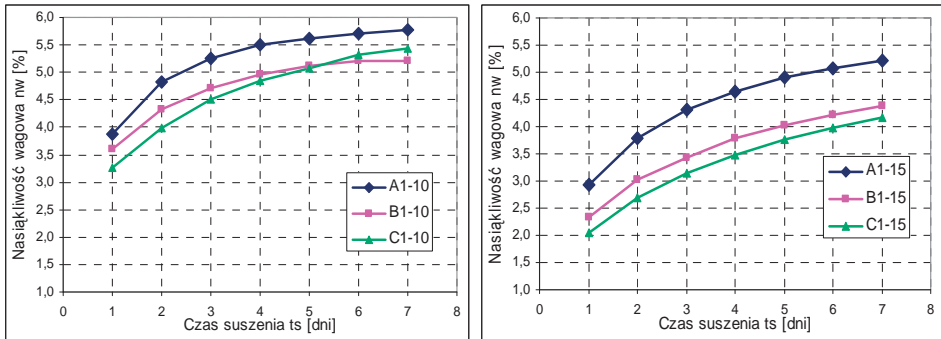 Nasiąkliwość wagowa nw [%]
6,0
5,5
5,0
4,5
4,0
3,5
3,0
2,5
2,0
1,5
1,0
A1-10
B1-10
C1-10
0 1 2 3 4 5 6 7 8
Czas suszenia ts [dni]
Nasiąkliwość wagowa nw [%]
6,0
5,5
5,0
4,5
4,0
3,5
3,0
2,5
2,0
1,5
1,0
A1-15
B1-15
C1-15
0 1 2 3 4 5 6 7 8
Czas suszenia ts [dni]